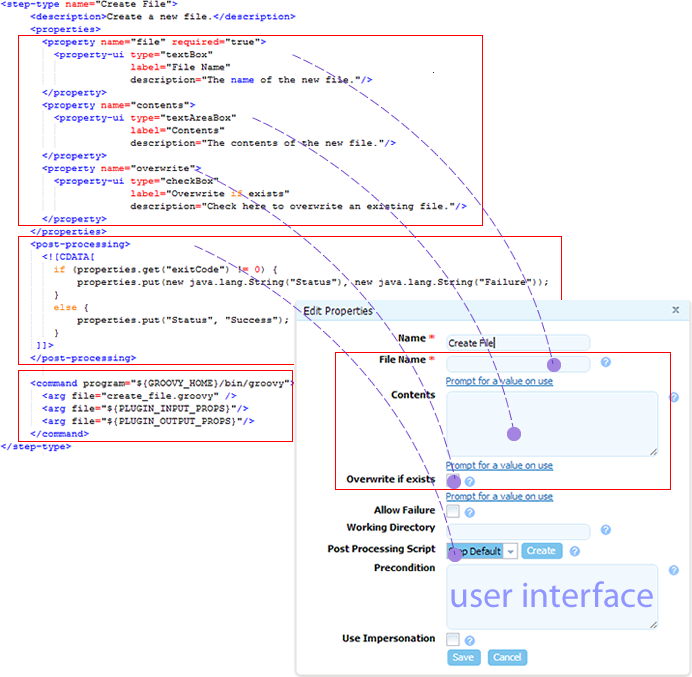 <step-type name="Create File">
<description>Create a new file.</description>
<properties>
<property name="file" required="true">
<property-ui type="textBox"
label="File Name"
description="The name of the new file."/>
</property>
<property name="contents">
<property-ui type="textAreaBox"
label="Contents"
description="The contents of the new file."/>
</property>
<property name="overwrite">
<property-ui type="checkBox"
label="Overwrite if exists"
description="Check here to overwrite an existing file."/>
</property>
</properties>
<post-processing>
<![CDATA[
if (properties.get("exitCode") != 0) {
properties.put(new java.lang.String("Status"), new java.lang.String("Failure"));
}
else {
properties.put("Status", "Success");
}
]]>
</post-processing>
<command program="${GROOVY_HOME}/bin/groovy">
<arg file="create_file.groovy" />
<arg file="${PLUGIN_INPUT_PROPS}"/>
<arg file="${PLUGIN_OUTPUT_PROPS}"/>
</command>
</step-type>
Edit Properties x
Name * Create File
File Name * ?
Prompt for a value on use
Contents ?
Prompt for a value on use
Overwrite if exists ?
Prompt for a value on use
Allow Failure ?
Working Directory ?
Post Processing Script Step Default Create ?
Precondition ?
user interface
Use Impersonation ?
Save Cancel